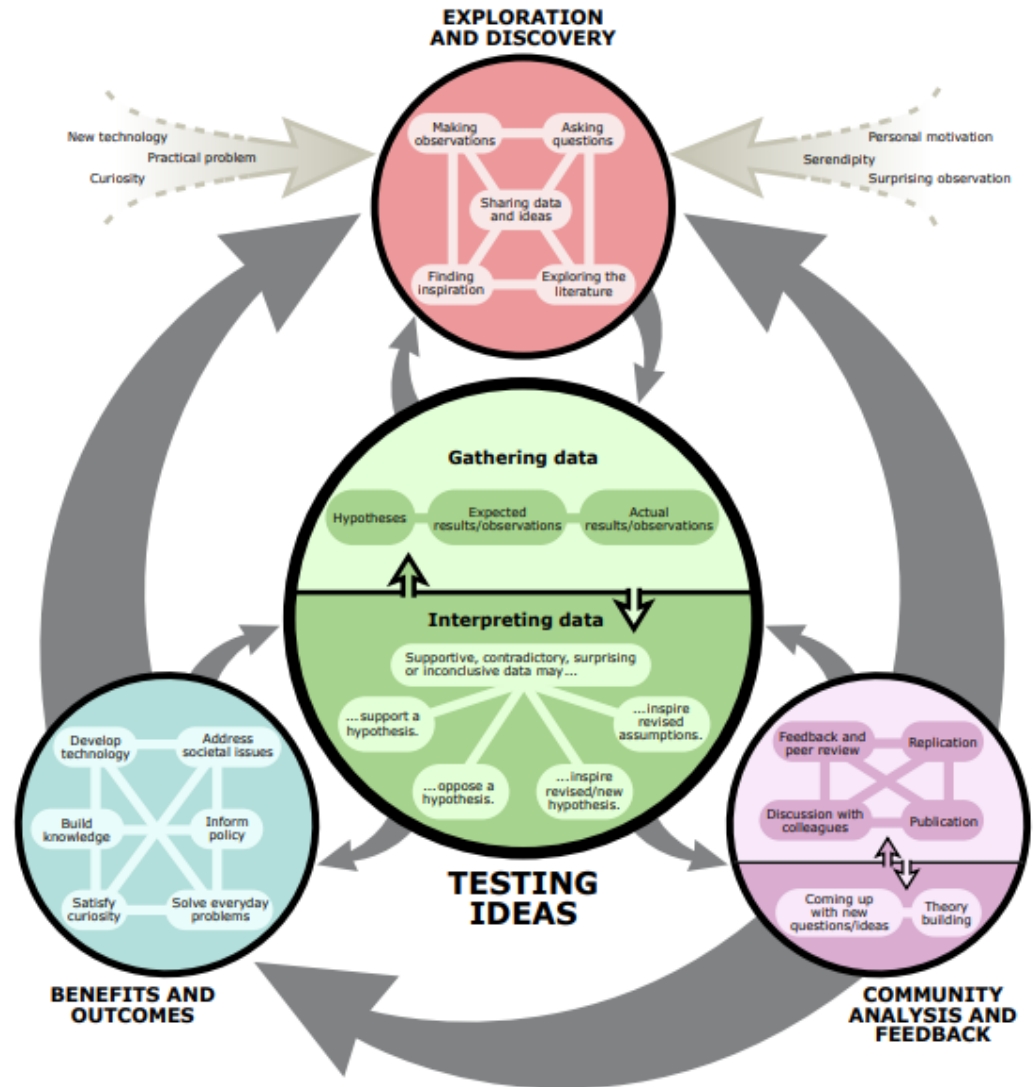 EXPLORATION
AND DISCOVERY
New technology
Practical problem
Curiosity
Personal motivation
Serendipity
Surprising observation
Making
observations
Asking
questions
Sharing data
and ideas
Finding
inspiration
Exploring the
literature
Gathering data
Hypotheses
Expected
results/observations
Actual
results/observations
Interpreting data
Supportive, contradictory, surprising
or inconclusive data may...
...support a
hypothesis.
...oppose a
hypothesis.
...inspire
revised/new
hypothesis.
...inspire
revised
assumptions.
TESTING
IDEAS
Develop
technology
Address
societal issues
Build
knowledge
Inform
policy
Satisfy
curiosity
Solve everyday
problems
BENEFITS AND
OUTCOMES
Feedback and
peer review
Replication
Discussion with
colleagues
Publication
Coming up
with new
questions/ideas
Theory
building
COMMUNITY
ANALYSIS AND
FEEDBACK